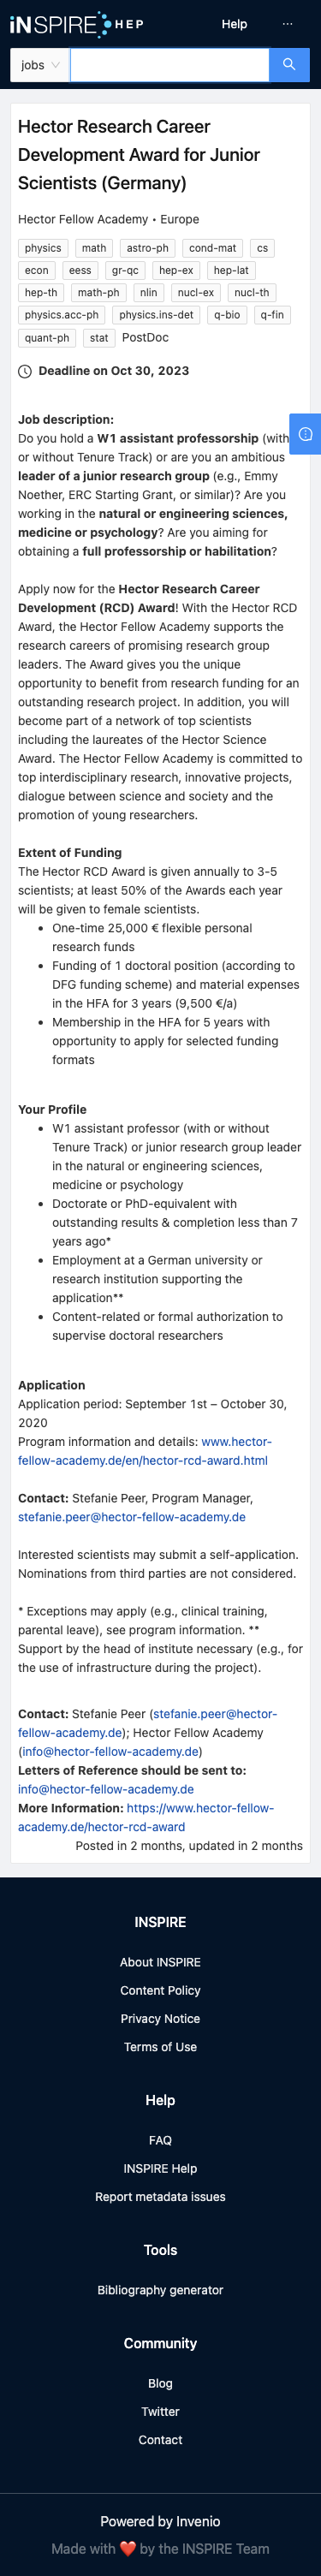 iNSPIRE HEP
Help
···
jobs
Hector Research Career
Development Award for Junior
Scientists (Germany)
Hector Fellow Academy • Europe
physics math astro-ph cond-mat cs
econ eess gr-qc hep-ex hep-lat
hep-th math-ph nlin nucl-ex nucl-th
physics.acc-ph physics.ins-det q-bio q-fin
quant-ph stat PostDoc
Deadline on Oct 30, 2023
Job description:
Do you hold a W1 assistant professorship (with
or without Tenure Track) or are you an ambitious
leader of a junior research group (e.g., Emmy
Noether, ERC Starting Grant, or similar)? Are you
working in the natural or engineering sciences,
medicine or psychology? Are you aiming for
obtaining a full professorship or habilitation?
Apply now for the Hector Research Career
Development (RCD) Award! With the Hector RCD
Award, the Hector Fellow Academy supports the
research careers of promising research group
leaders. The Award gives you the unique
opportunity to benefit from research funding for an
outstanding research project. In addition, you will
become part of a network of top scientists
including the laureates of the Hector Science
Award. The Hector Fellow Academy is committed to
top interdisciplinary research, innovative projects,
dialogue between science and society and the
promotion of young researchers.
Extent of Funding
The Hector RCD Award is given annually to 3-5
scientists; at least 50% of the Awards each year
will be given to female scientists.
• One-time 25,000 € flexible personal
research funds
• Funding of 1 doctoral position (according to
DFG funding scheme) and material expenses
in the HFA for 3 years (9,500 €/a)
• Membership in the HFA for 5 years with
opportunity to apply for selected funding
formats
Your Profile
• W1 assistant professor (with or without
Tenure Track) or junior research group leader
in the natural or engineering sciences,
medicine or psychology
• Doctorate or PhD-equivalent with
outstanding results & completion less than 7
years ago*
• Employment at a German university or
research institution supporting the
application**
• Content-related or formal authorization to
supervise doctoral researchers
Application
Application period: September 1st – October 30,
2020
Program information and details: www.hector-
fellow-academy.de/en/hector-rcd-award.html
Contact: Stefanie Peer, Program Manager,
stefanie.peer@hector-fellow-academy.de
Interested scientists may submit a self-application.
Nominations from third parties are not considered.
* Exceptions may apply (e.g., clinical training,
parental leave), see program information. **
Support by the head of institute necessary (e.g., for
the use of infrastructure during the project).
Contact: Stefanie Peer (stefanie.peer@hector-
fellow-academy.de); Hector Fellow Academy
(info@hector-fellow-academy.de)
Letters of Reference should be sent to:
info@hector-fellow-academy.de
More Information: https://www.hector-fellow-
academy.de/hector-rcd-award
Posted in 2 months, updated in 2 months
INSPIRE
About INSPIRE
Content Policy
Privacy Notice
Terms of Use
Help
FAQ
INSPIRE Help
Report metadata issues
Tools
Bibliography generator
Community
Blog
Twitter
Contact
Powered by Invenio
Made with ❤️ by the INSPIRE Team